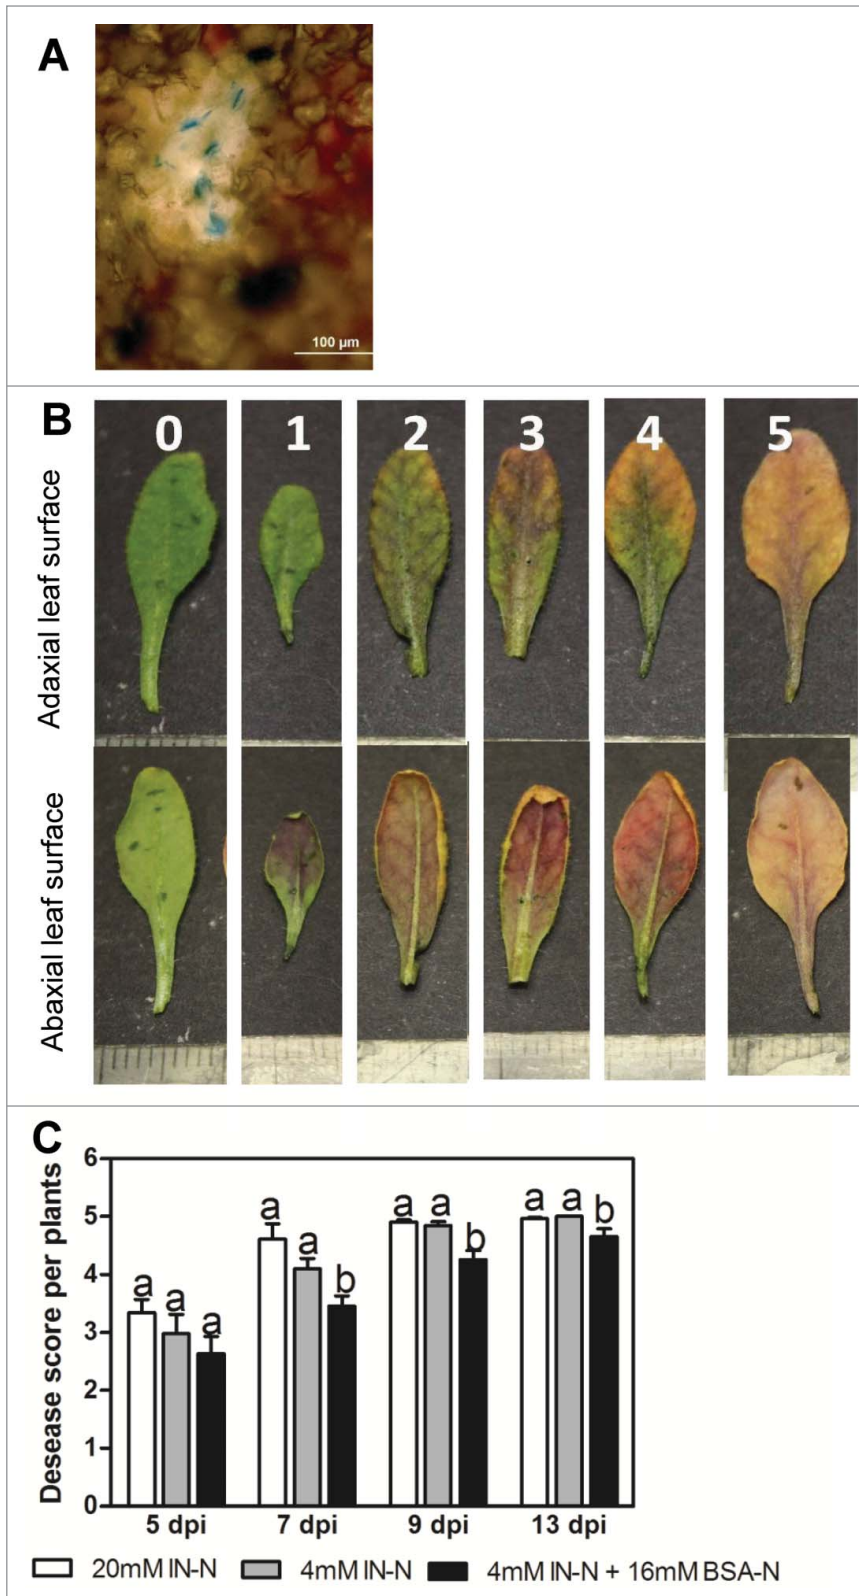 A
100 µm
B
0 1 2 3 4 5
Adaxial leaf surface
Abaxial leaf surface
C
Desease score per plants
6
5
4
3
2
1
0
a a a
a a b
a a b
a a b
5 dpi 7 dpi 9 dpi 13 dpi
20mM IN-N 4mM IN-N 4mM IN-N + 16mM BSA-N